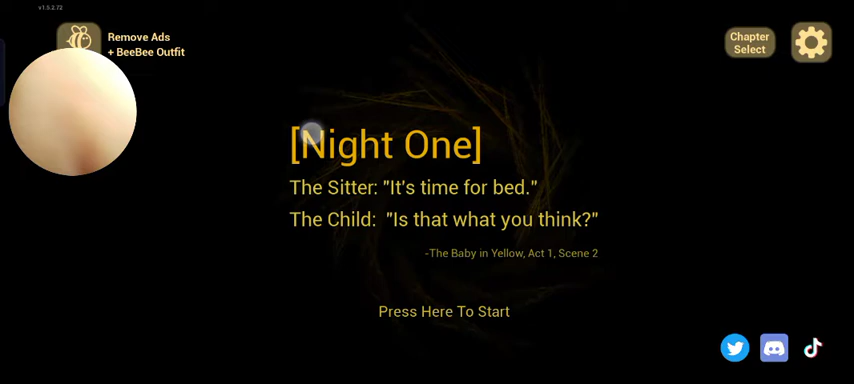 v1.5.2.72
Remove Ads
+ BeeBee Outfit
Chapter
Select
[Night One]
The Sitter: "It's time for bed."
The Child: "Is that what you think?"
-The Baby in Yellow, Act 1, Scene 2
Press Here To Start